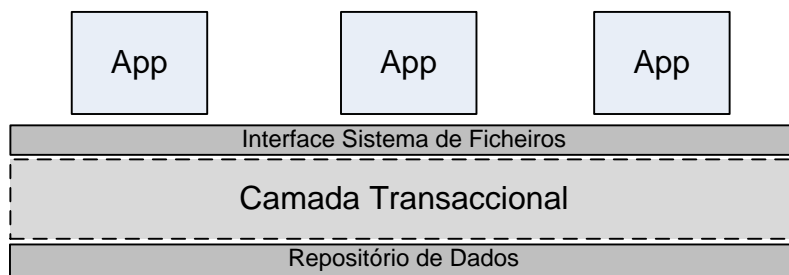 App
App
App
Interface Sistema de Ficheiros
Camada Transaccional
Repositório de Dados